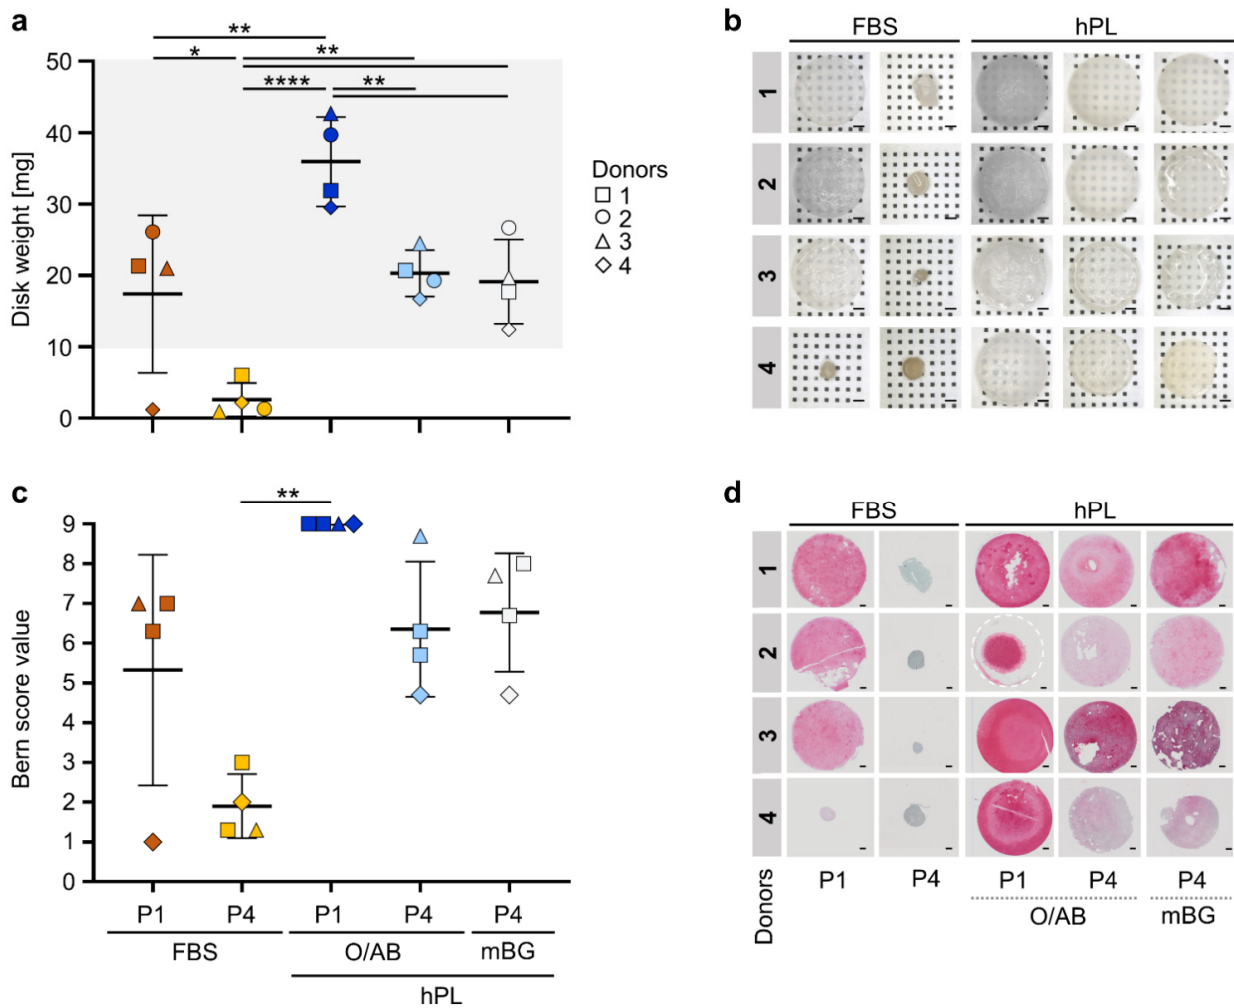 a
**
*
**
****
**
50
40
30
20
10
0
Disk weight [mg]
Donors
1
2
3
4
b
FBS
hPL
1
2
3
4
c
**
9
8
7
6
5
4
3
2
1
0
Bern score value
P1
P4
P1
P4
P4
FBS
O/AB
mBG
hPL
d
FBS
hPL
1
2
3
4
Donors
P1
P4
P1
P4
P4
O/AB
mBG